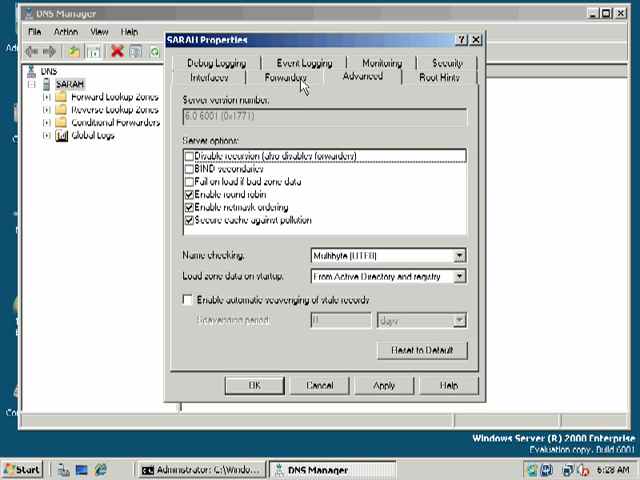 DNS Manager
File Action View Help
DNS
SARAH
Forward Lookup Zones
Reverse Lookup Zones
Conditional Forwarders
Global Logs
SARAH Properties
Debug Logging Event Logging Monitoring Security
Interfaces Forwarders Advanced Root Hints
Server version number:
6.0 6001 (0x1771)
Server options:
Disable recursion (also disables forwarders)
BIND secondaries
Fail on load if bad zone data
Enable round robin
Enable netmask ordering
Secure cache against pollution
Name checking: Multibyte (UTF8)
Load zone data on startup: From Active Directory and registry
Enable automatic scavenging of stale records
Scavenging period: 0 days
Reset to Default
OK Cancel Apply Help
Windows Server (R) 2008 Enterprise
Evaluation copy. Build 6001
Start Administrator: C:\Windo... DNS Manager 6:28 AM